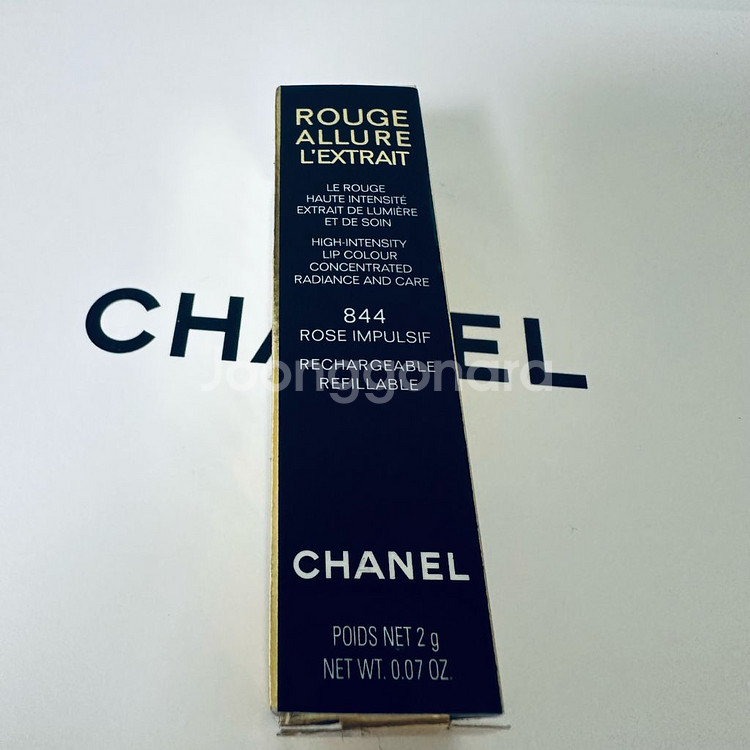 ROUGE
ALLURE
L'EXTRAIT
LE ROUGE
HAUTE INTENSITÉ
EXTRAIT DE LUMIÈRE
ET DE SOIN
HIGH-INTENSITY
LIP COLOUR
CONCENTRATED
RADIANCE AND CARE
844
ROSE IMPULSIF
RECHARGEABLE
REFILLABLE
CHANEL
POIDS NET 2 g
NET WT. 0.07 OZ.
CHANEL
Joonggonara